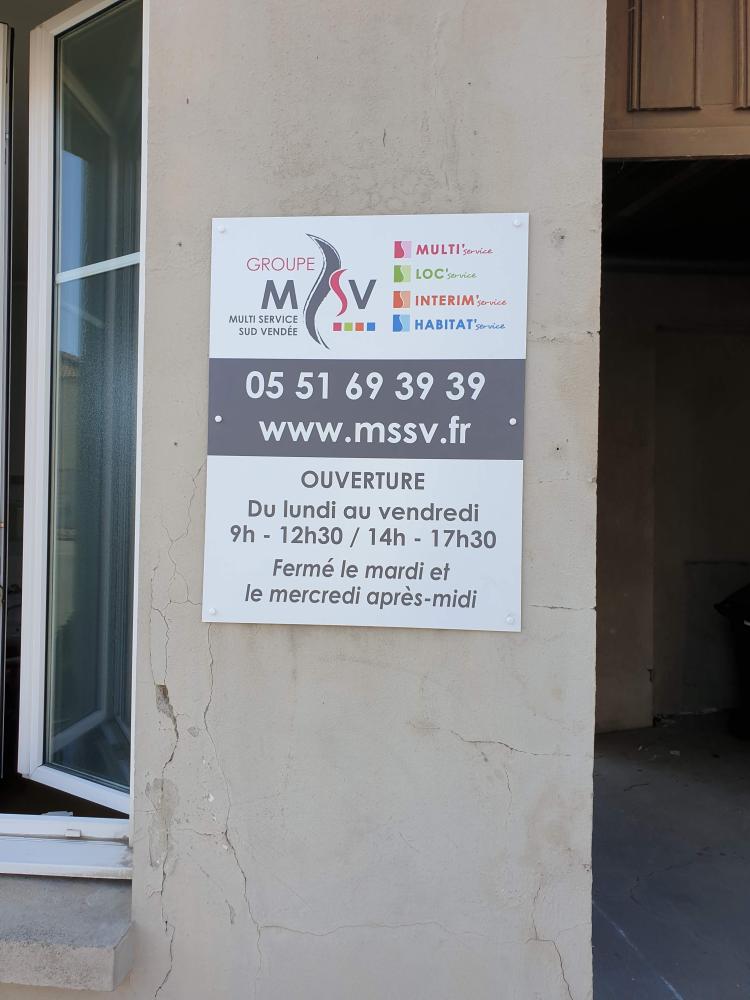 GROUPE
MSV
MULTI SERVICE
SUD VENDÉE
MULTI'service
LOC'service
INTERIM'service
HABITAT'service
05 51 69 39 39
www.mssv.fr
OUVERTURE
Du lundi au vendredi
9h - 12h30 / 14h - 17h30
Fermé le mardi et
le mercredi après-midi